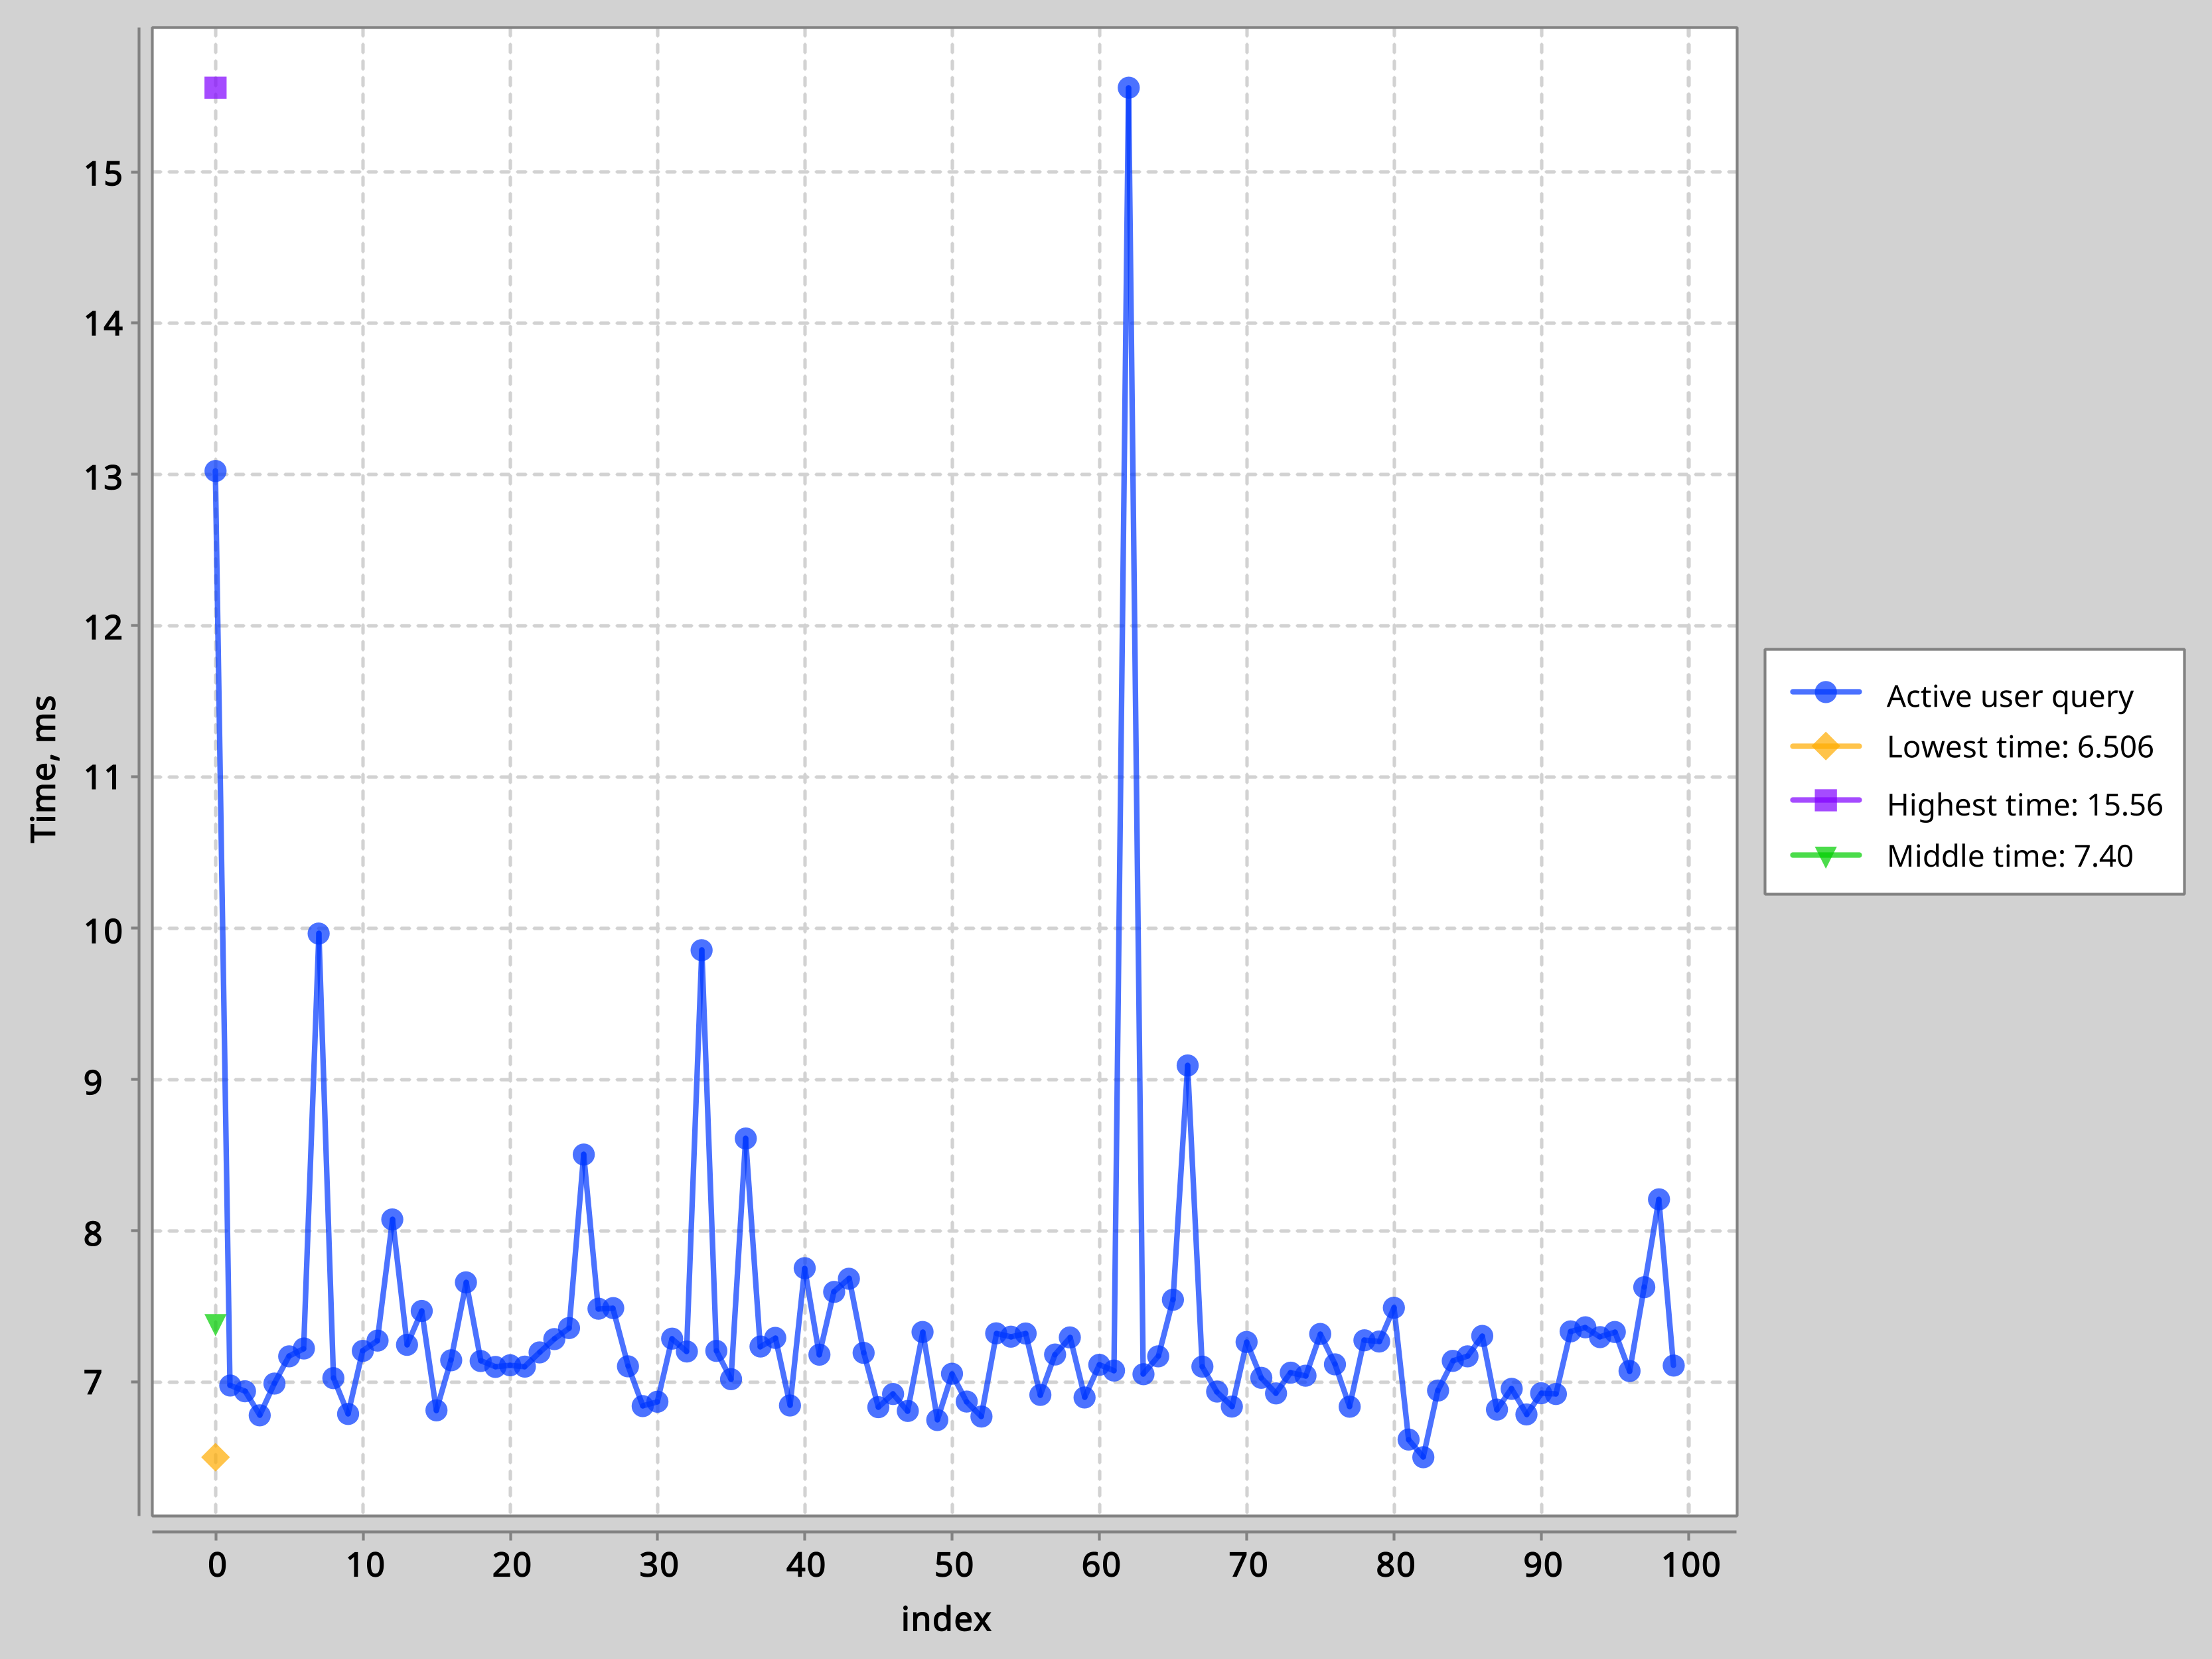 15
14
13
12
11
10
9
8
7
Time, ms
0 10 20 30 40 50 60 70 80 90 100
index
Active user query
Lowest time: 6.506
Highest time: 15.56
Middle time: 7.40